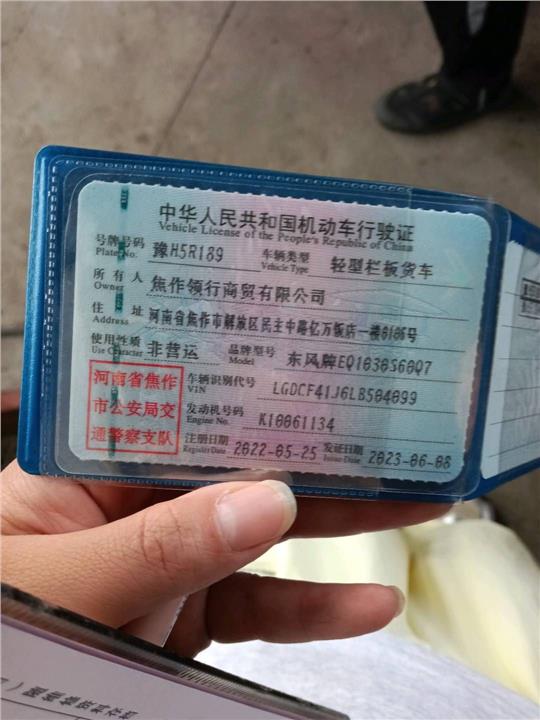 中华人民共和国机动车行驶证
Vehicle License of the People's Republic of China
号牌号码 豫H5R189 车辆类型 轻型栏板货车
Plate No. Vehicle Type
所有人 焦作领行商贸有限公司
Owner
住址 河南省焦作市解放区民主中路亿万饭店一楼0106号
Address
使用性质 非营运 品牌型号 东风牌EQ1030S60Q7
Use Character Model
河南省焦作
市公安局交
通警察支队
车辆识别代号 LGDCF41J6LB504099
VIN
发动机号码 K10061134
Engine No.
注册日期 2022-05-25 发证日期 2023-06-08
Register Date Issue Date